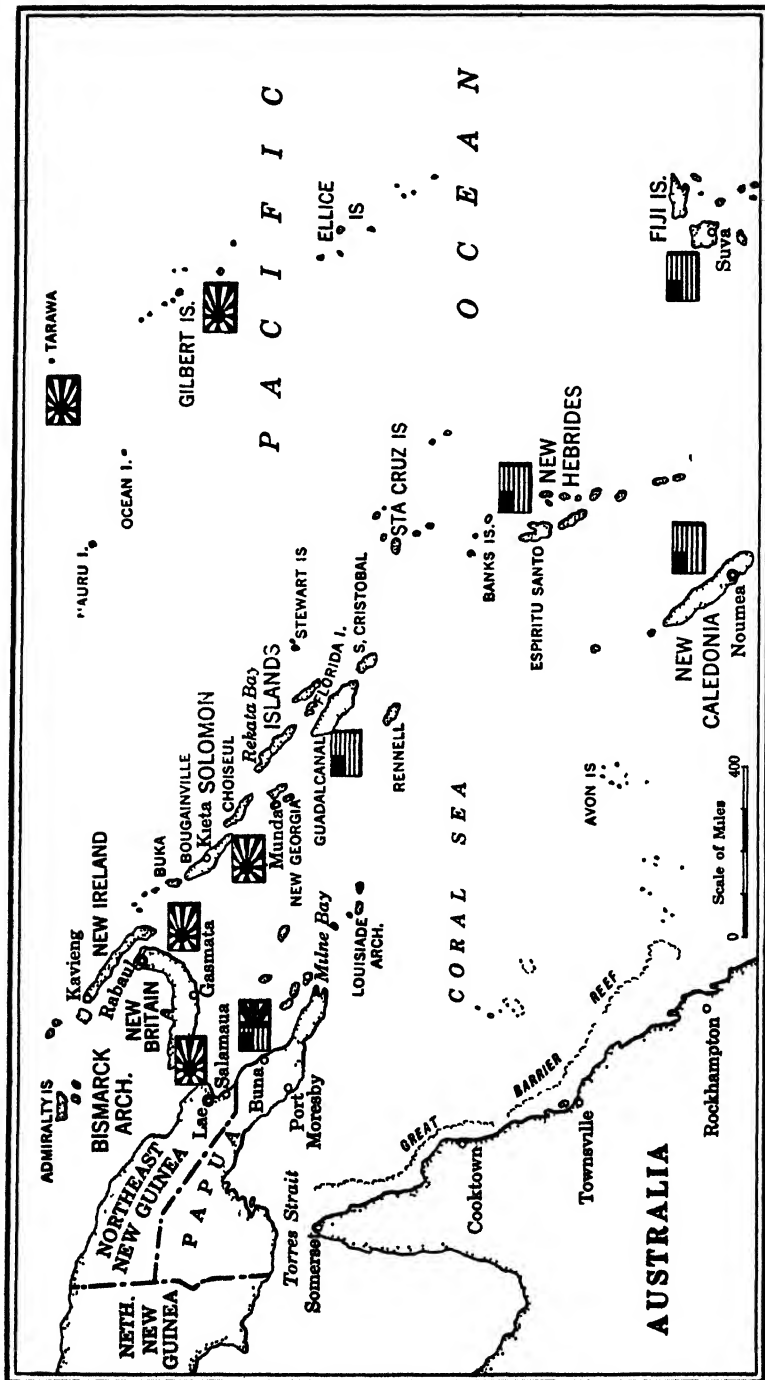 TARAWA
OCEAN I.
GILBERT IS.
PACIFIC
OCEAN
ELLICE
IS
ADMIRALTY IS
BISMARCK
ARCH.
Kavieng
NEW IRELAND
Rabaul
NEW
BRITAIN
Gasmata
BUKA
BOUGAINVILLE
Kieta
SOLOMON
ISLANDS
CHOISEUL
Rekata Bay
STEWART IS
Munda
NEW GEORGIA
GUADALCANAL
FLORIDA I.
S. CRISTOBAL
RENNELL
STA CRUZ IS
BANKS IS.
ESPIRITU SANTO
NEW
HEBRIDES
FIJI IS.
Suva
NEW
CALEDONIA
Noumea
NETH.
NEW
GUINEA
NORTHEAST
NEW GUINEA
PAPUA
Lae
Salamaua
Buna
Port
Moresby
Milne Bay
LOUISIADE
ARCH.
Torres Strait
Somerset
CORAL SEA
AVON IS
GREAT
BARRIER
REEF
Cooktown
Townsville
Rockhampton
AUSTRALIA
0
400
Scale of Miles